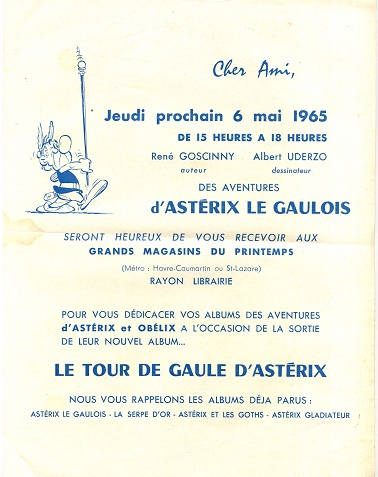 Cher Ami,
Jeudi prochain 6 mai 1965
DE 15 HEURES A 18 HEURES
René GOSCINNY Albert UDERZO
auteur dessinateur
DES AVENTURES
d'ASTÉRIX LE GAULOIS
SERONT HEUREUX DE VOUS RECEVOIR AUX
GRANDS MAGASINS DU PRINTEMPS
(Métro : Havre-Caumartin ou St-Lazare)
RAYON LIBRAIRIE
POUR VOUS DÉDICACER VOS ALBUMS DES AVENTURES
d'ASTÉRIX et OBÉLIX A L'OCCASION DE LA SORTIE
DE LEUR NOUVEL ALBUM...
LE TOUR DE GAULE D'ASTÉRIX
NOUS VOUS RAPPELONS LES ALBUMS DÉJA PARUS :
ASTÉRIX LE GAULOIS - LA SERPE D'OR - ASTÉRIX ET LES GOTHS - ASTÉRIX GLADIATEUR